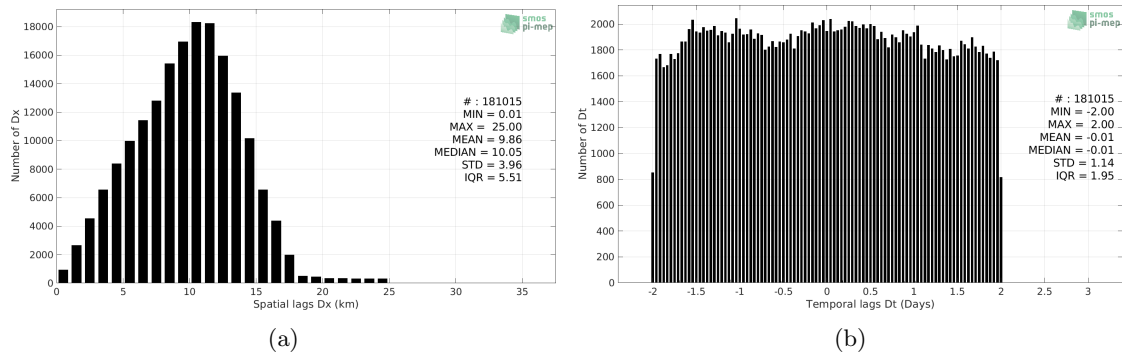 18000
16000
14000
12000
10000
8000
6000
4000
2000
0
Number of Dx
smos
pi-mep
# : 181015
MIN = 0.01
MAX = 25.00
MEAN = 9.86
MEDIAN = 10.05
STD = 3.96
IQR = 5.51
0 5 10 15 20 25 30 35
Spatial lags Dx (km)
(a)
2000
1800
1600
1400
1200
1000
800
600
400
200
0
Number of Dt
smos
pi-mep
# : 181015
MIN = -2.00
MAX = 2.00
MEAN = -0.01
MEDIAN = -0.01
STD = 1.14
IQR = 1.95
-2 -1.5 -1 -0.5 0 0.5 1 1.5 2 2.5 3
Temporal lags Dt (Days)
(b)